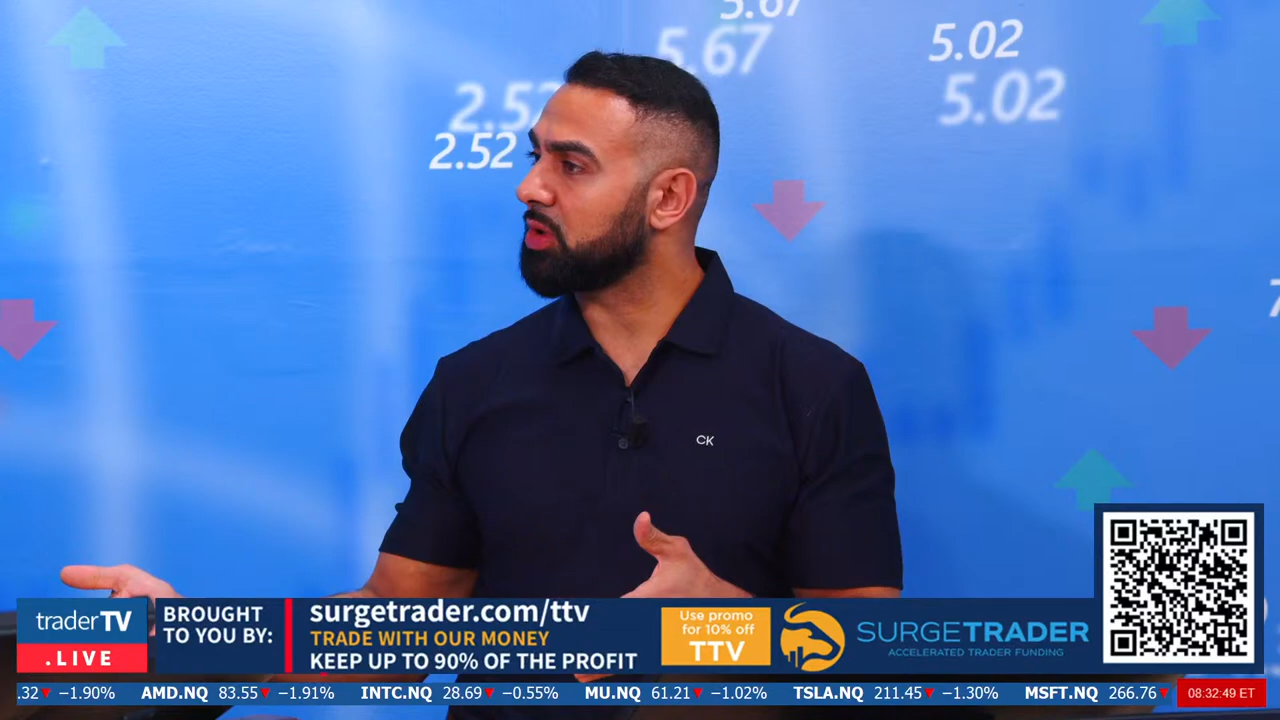 5.67
5.67
5.02
5.02
2.52
2.52
CK
traderTV
.LIVE
BROUGHT
TO YOU BY:
surgetrader.com/ttv
TRADE WITH OUR MONEY
KEEP UP TO 90% OF THE PROFIT
Use promo
for 10% off
TTV
SURGETRADER
ACCELERATED TRADER FUNDING
.32▼ −1.90% AMD.NQ 83.55▼ −1.91% INTC.NQ 28.69▼ −0.55% MU.NQ 61.21▼ −1.02% TSLA.NQ 211.45▼ −1.30% MSFT.NQ 266.76▼
08:32:49 ET